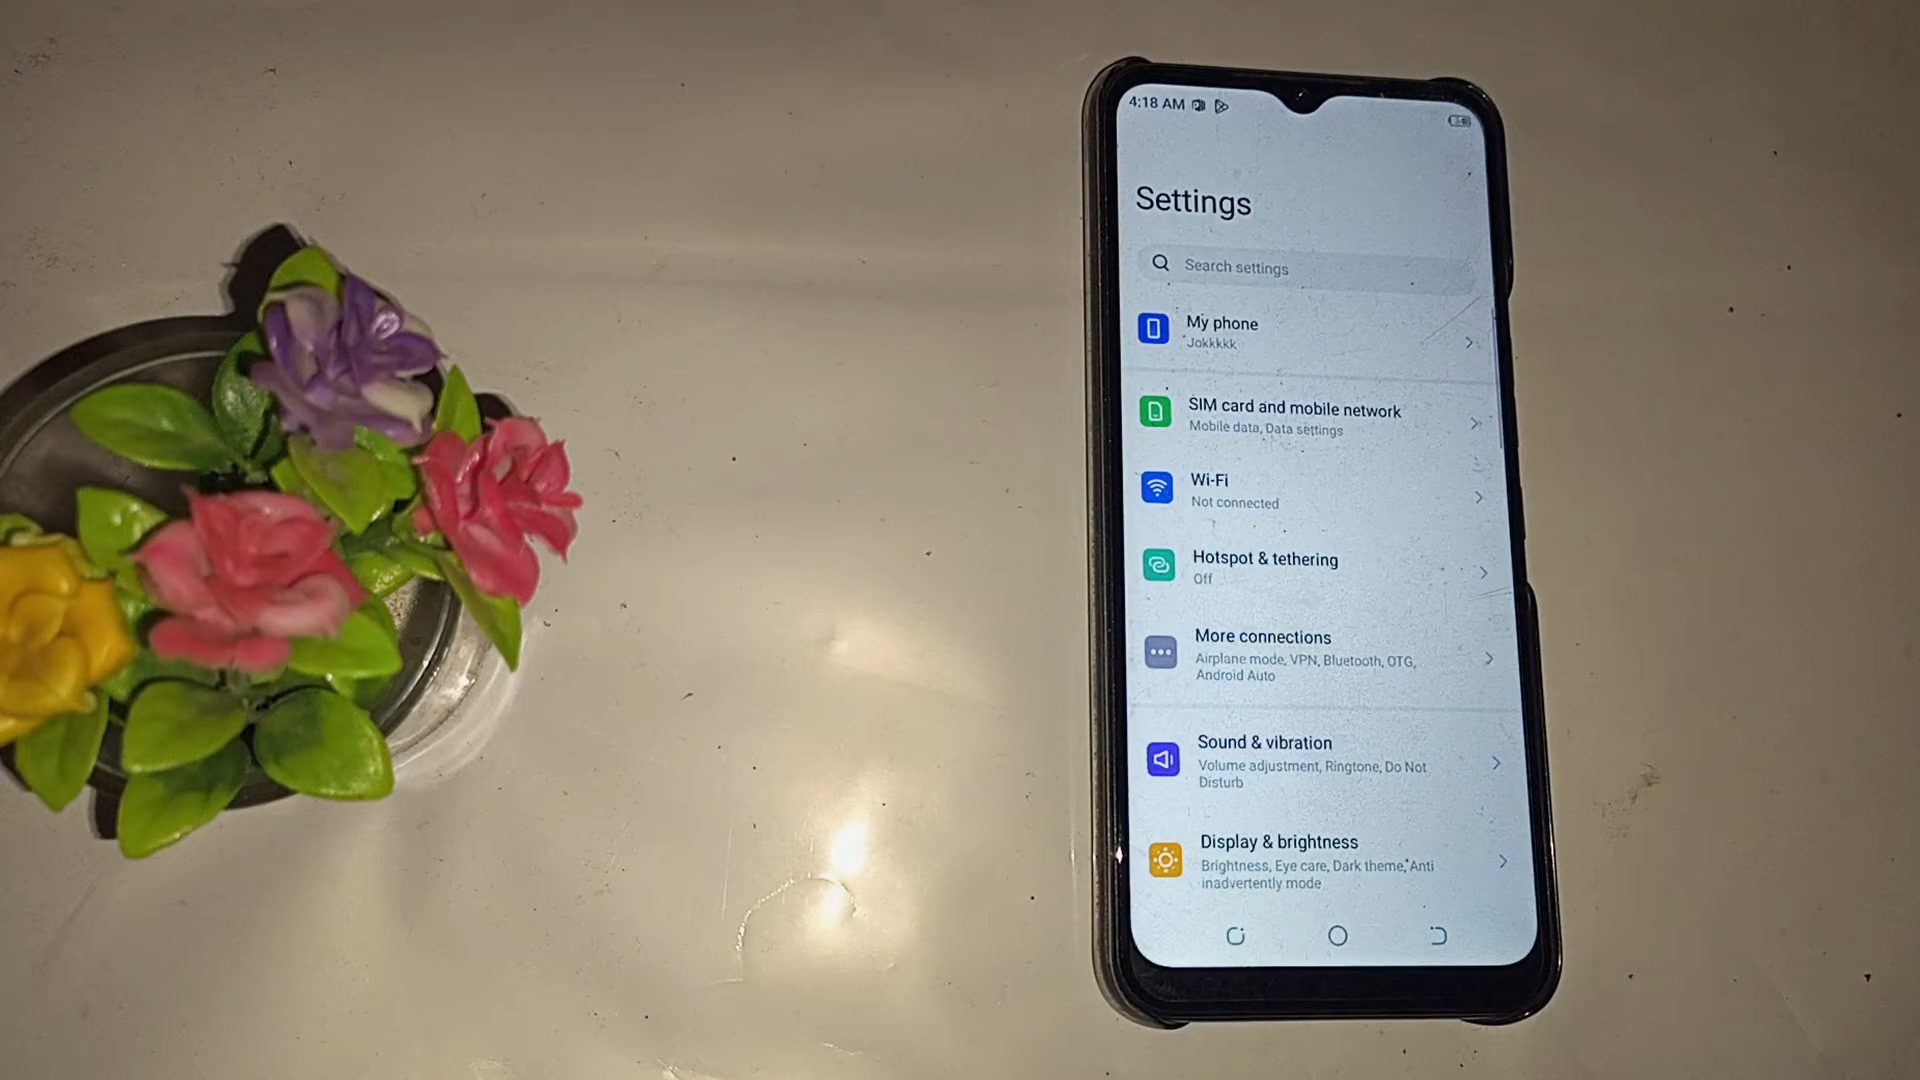 4:18 AM
Settings
Search settings
My phone
Jokkkkk
SIM card and mobile network
Mobile data, Data settings
Wi-Fi
Not connected
Hotspot & tethering
Off
More connections
Airplane mode, VPN, Bluetooth, OTG,
Android Auto
Sound & vibration
Volume adjustment, Ringtone, Do Not
Disturb
Display & brightness
Brightness, Eye care, Dark theme, Anti
inadvertently mode